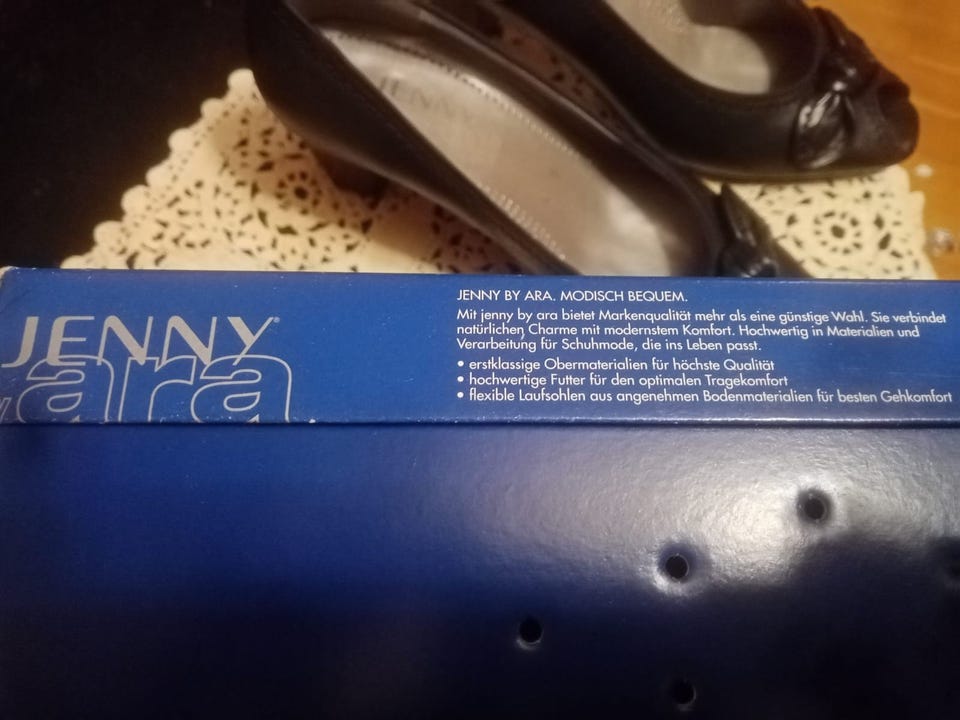 JENNY
JENNY®
ara
JENNY BY ARA. MODISCH BEQUEM.
Mit jenny by ara bietet Markenqualität mehr als eine günstige Wahl. Sie verbindet
natürlichen Charme mit modernstem Komfort. Hochwertig in Materialien und
Verarbeitung für Schuhmode, die ins Leben passt.
• erstklassige Obermaterialien für höchste Qualität
• hochwertige Futter für den optimalen Tragekomfort
• flexible Laufsohlen aus angenehmen Bodenmaterialien für besten Gehkomfort